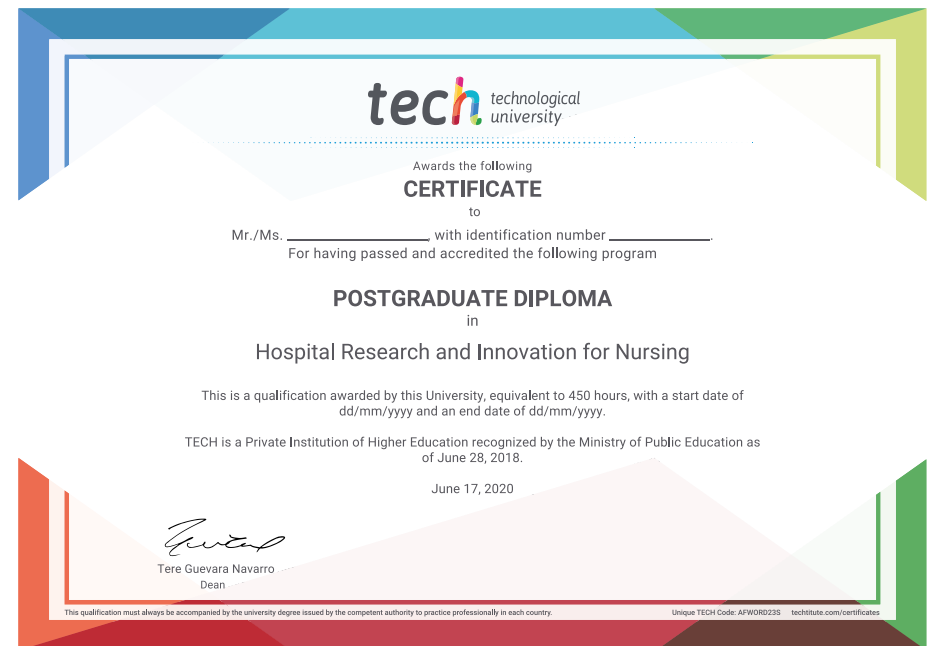 tech technological
university
Awards the following
CERTIFICATE
to
Mr./Ms. ____________________, with identification number ______________.
For having passed and accredited the following program
POSTGRADUATE DIPLOMA
in
Hospital Research and Innovation for Nursing
This is a qualification awarded by this University, equivalent to 450 hours, with a start date of
dd/mm/yyyy and an end date of dd/mm/yyyy.
TECH is a Private Institution of Higher Education recognized by the Ministry of Public Education as
of June 28, 2018.
June 17, 2020
Tere Guevara Navarro
Dean
This qualification must always be accompanied by the university degree issued by the competent authority to practice professionally in each country. Unique TECH Code: AFWORD23S techtitute.com/certificates